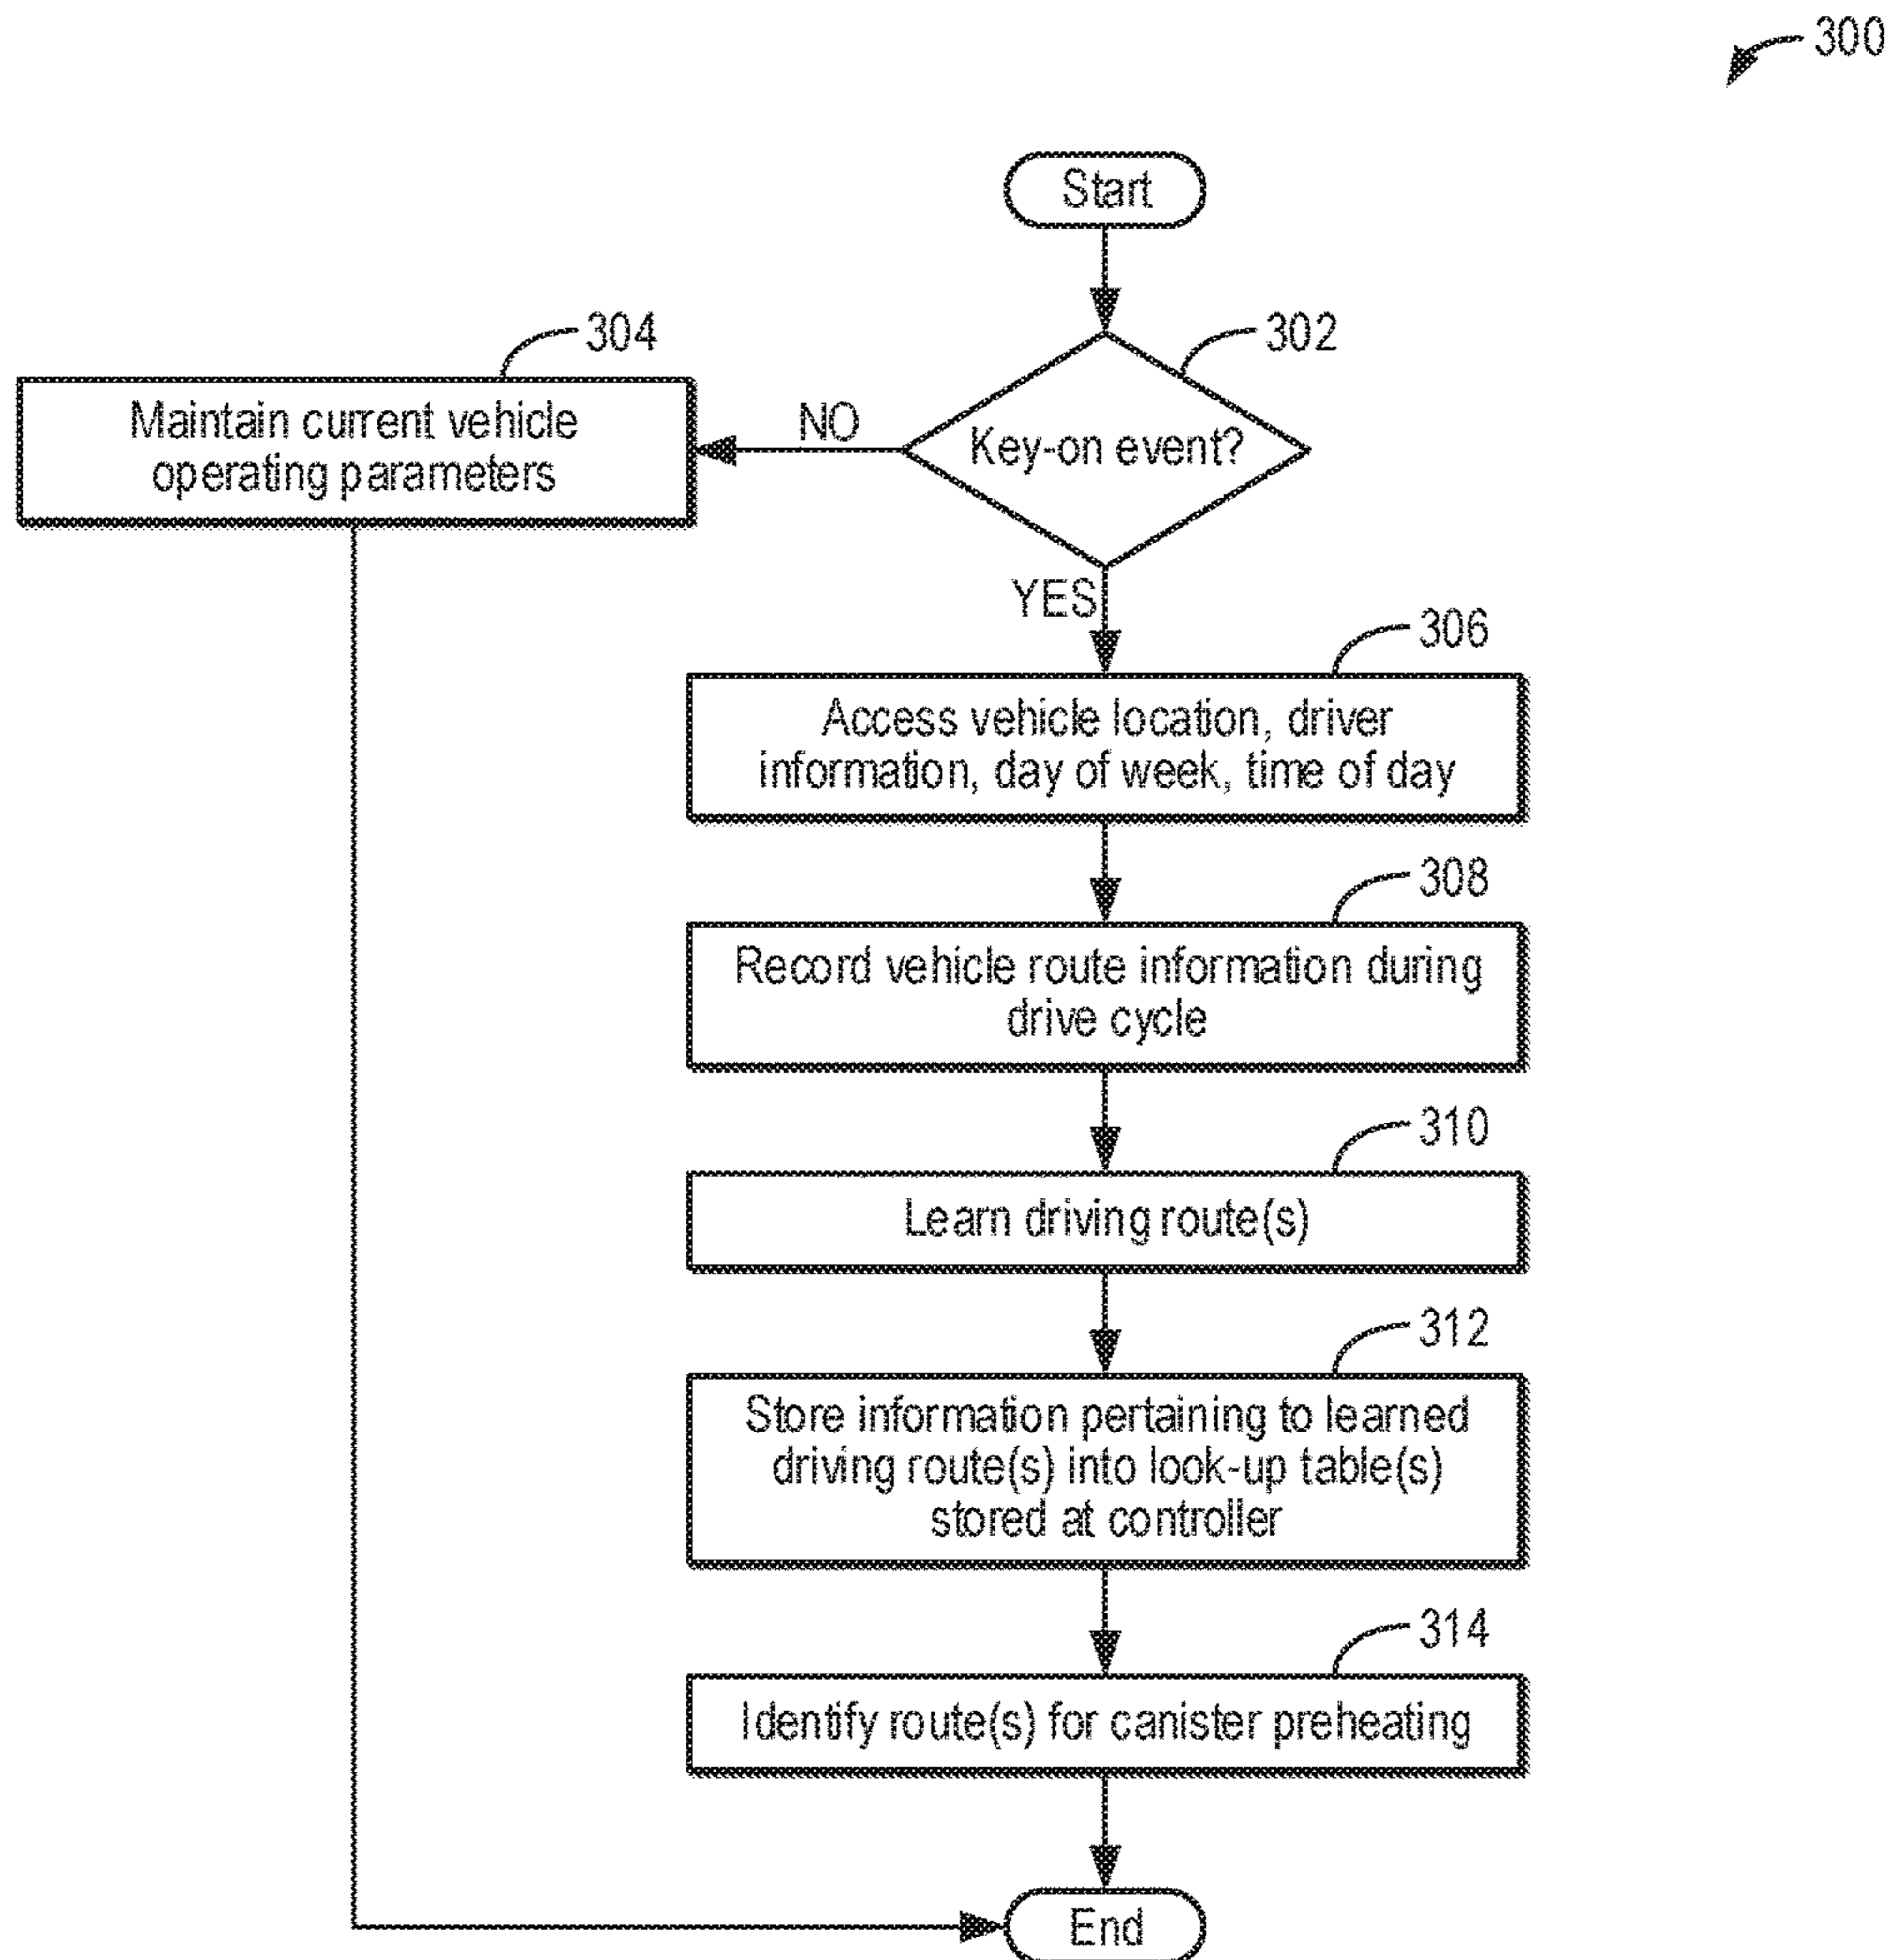 300
Start
304
302
Maintain current vehicle
operating parameters
NO
Key-on event?
YES
306
Access vehicle location, driver
information, day of week, time of day
308
Record vehicle route information during
drive cycle
310
Learn driving route(s)
312
Store information pertaining to learned
driving route(s) into look-up table(s)
stored at controller
314
Identify route(s) for canister preheating
End